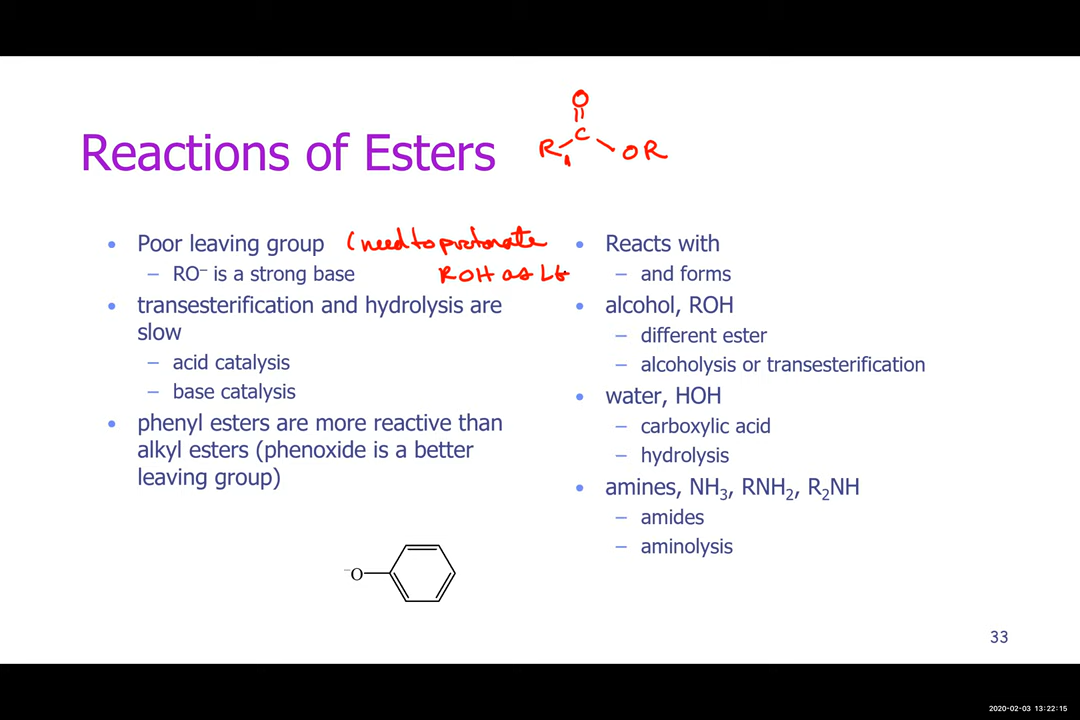 O
C
R
OR
Reactions of Esters
• Poor leaving group (need to protonate
– RO⁻ is a strong base ROH as LG
• transesterification and hydrolysis are
slow
– acid catalysis
– base catalysis
• phenyl esters are more reactive than
alkyl esters (phenoxide is a better
leaving group)
⁻O
• Reacts with
– and forms
• alcohol, ROH
– different ester
– alcoholysis or transesterification
• water, HOH
– carboxylic acid
– hydrolysis
• amines, NH₃, RNH₂, R₂NH
– amides
– aminolysis
33
2020-02-03 13:22:15